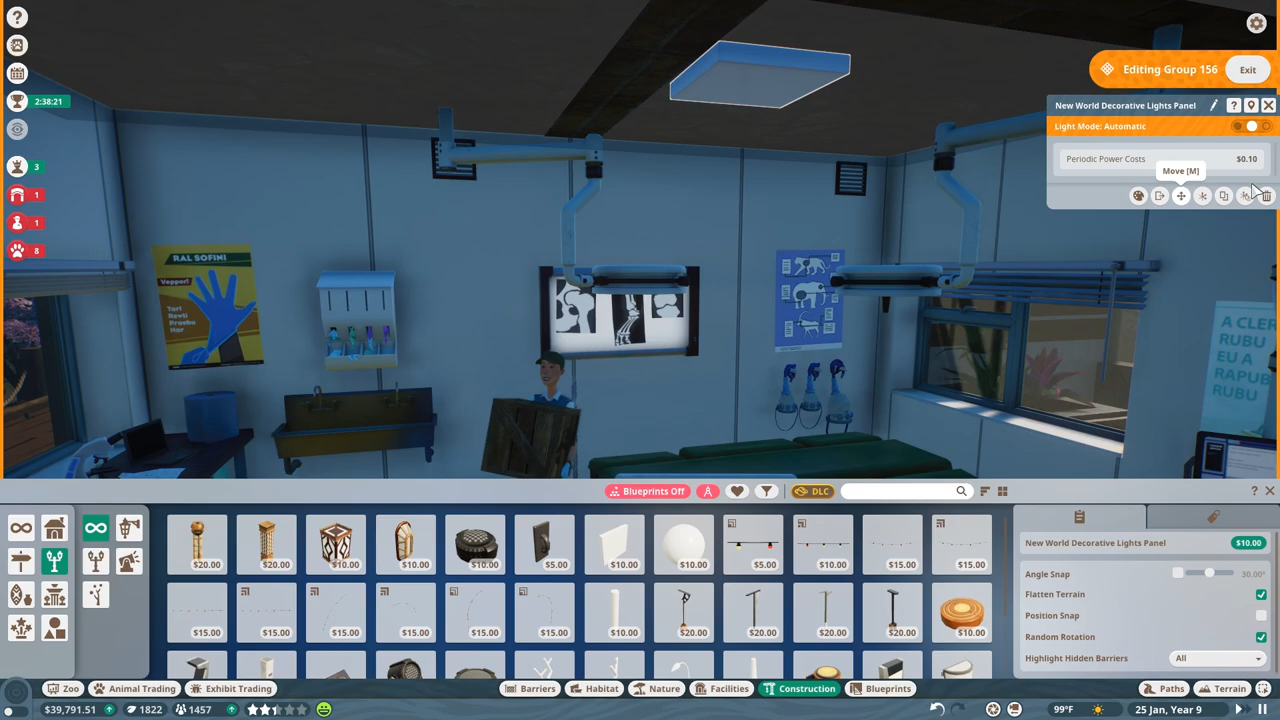 2:38:21
3
1
1
8
Editing Group 156
Exit
New World Decorative Lights Panel
?
Light Mode: Automatic
Periodic Power Costs
$0.10
Move [M]
RAL SOFINI
Vepper!
A CLER
RUBU
EU A
RAPUB
RUBU
Blueprints Off
DLC
?
$20.00
$20.00
$10.00
$10.00
$10.00
$5.00
$10.00
$10.00
$5.00
$10.00
$15.00
$15.00
$15.00
$15.00
$15.00
$15.00
$15.00
$15.00
$10.00
$20.00
$20.00
$20.00
$20.00
$10.00
New World Decorative Lights Panel
$10.00
Angle Snap
30.00°
Flatten Terrain
Position Snap
Random Rotation
Highlight Hidden Barriers
All
Zoo
Animal Trading
Exhibit Trading
Barriers
Habitat
Nature
Facilities
Construction
Blueprints
Paths
Terrain
$39,791.51
1822
1457
99°F
25 Jan, Year 9